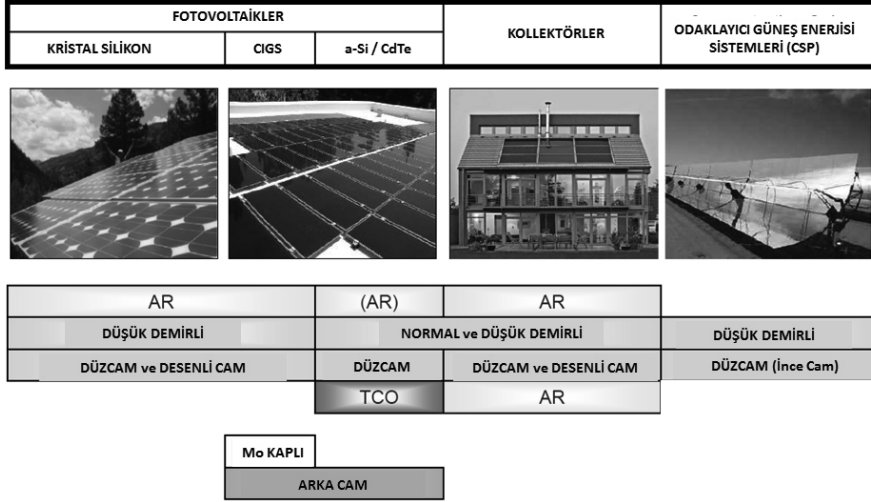 FOTOVOLTAİKLER
KRİSTAL SİLİKON
CIGS
a-Si / CdTe
KOLLEKTÖRLER
ODAKLAYICI GÜNEŞ ENERJİSİ
SİSTEMLERİ (CSP)
AR
(AR)
AR
DÜŞÜK DEMİRLİ
NORMAL ve DÜŞÜK DEMİRLİ
DÜŞÜK DEMİRLİ
DÜZCAM ve DESENLİ CAM
DÜZCAM
DÜZCAM ve DESENLİ CAM
DÜZCAM (İnce Cam)
TCO
AR
Mo KAPLI
ARKA CAM